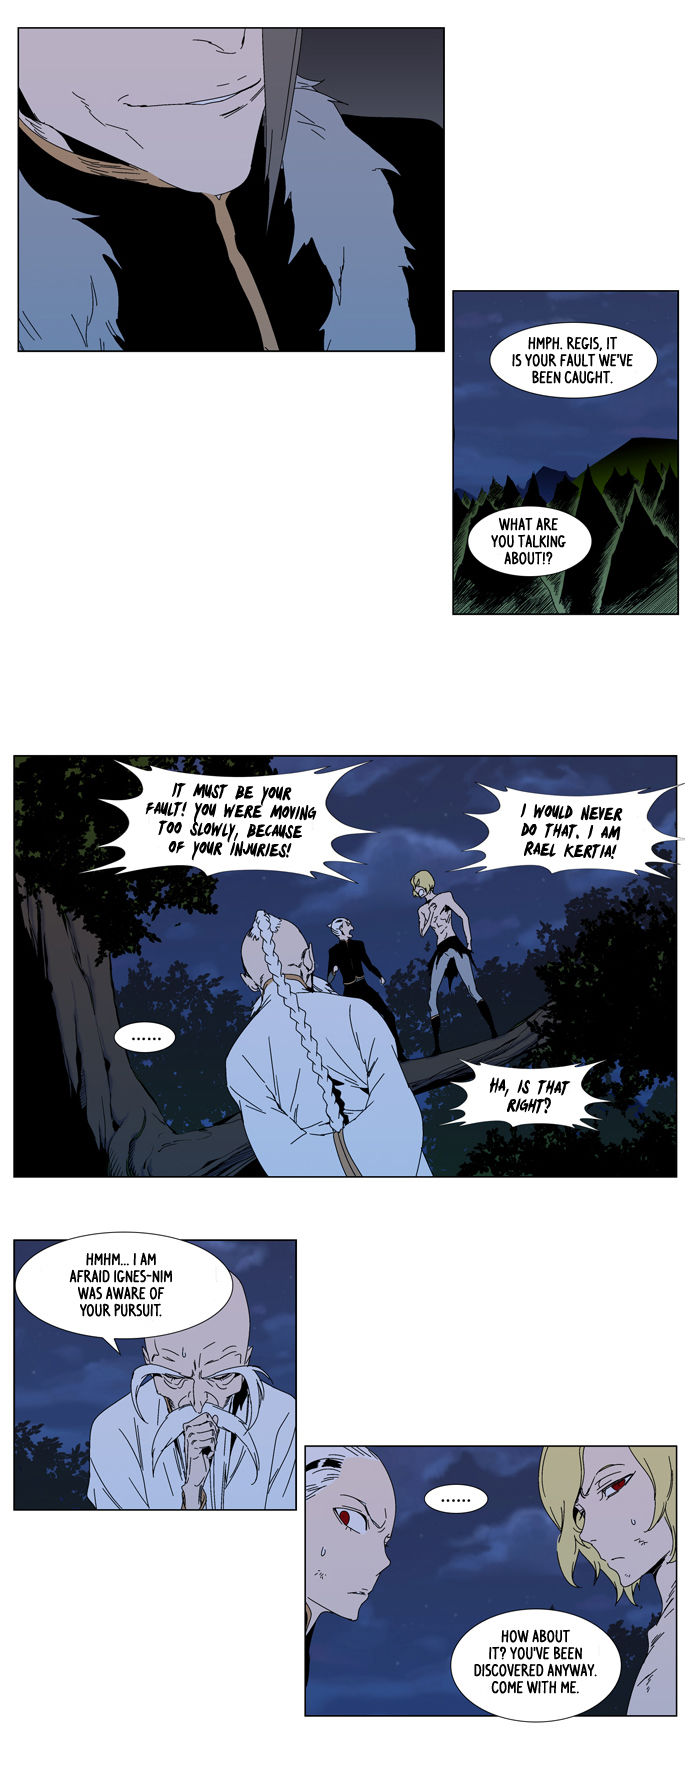 HMPH. REGIS, IT
IS YOUR FAULT WE'VE
BEEN CAUGHT.
WHAT ARE
YOU TALKING
ABOUT!?
IT MUST BE YOUR
FAULT! YOU WERE MOVING
TOO SLOWLY, BECAUSE
OF YOUR INJURIES!
I WOULD NEVER
DO THAT. I AM
RAEL KERTIA!
......
HA, IS THAT
RIGHT?
HMHM... I AM
AFRAID IGNES-NIM
WAS AWARE OF
YOUR PURSUIT.
......
HOW ABOUT
IT? YOU'VE BEEN
DISCOVERED ANYWAY.
COME WITH ME.